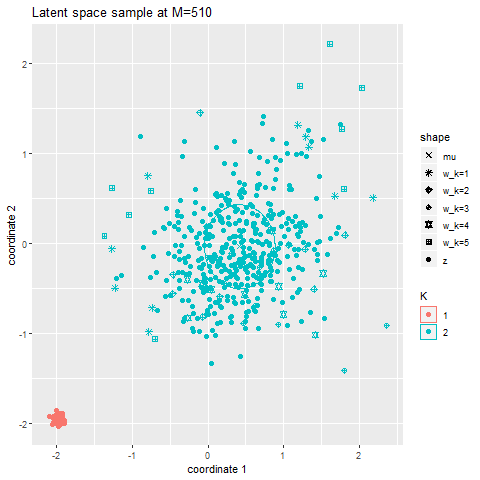 Latent space sample at M=510
coordinate 2
2
1
0
-1
-2
-2
-1
0
1
2
coordinate 1
shape
mu
w_k=1
w_k=2
w_k=3
w_k=4
w_k=5
z
K
1
2